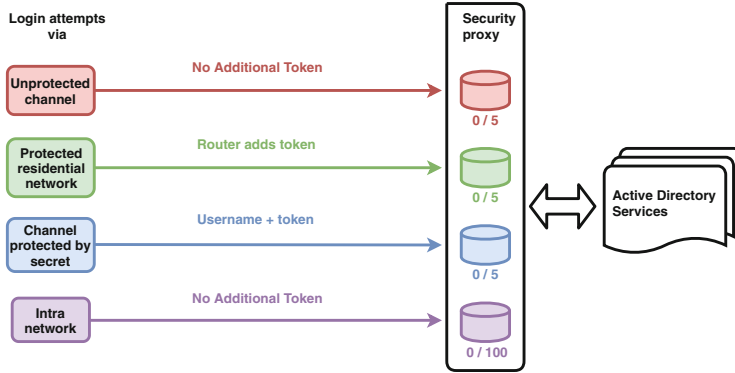 Login attempts
via
Security
proxy
Unprotected
channel
No Additional Token
0 / 5
Protected
residential
network
Router adds token
0 / 5
Channel
protected by
secret
Username + token
0 / 5
Intra
network
No Additional Token
0 / 100
Active Directory
Services